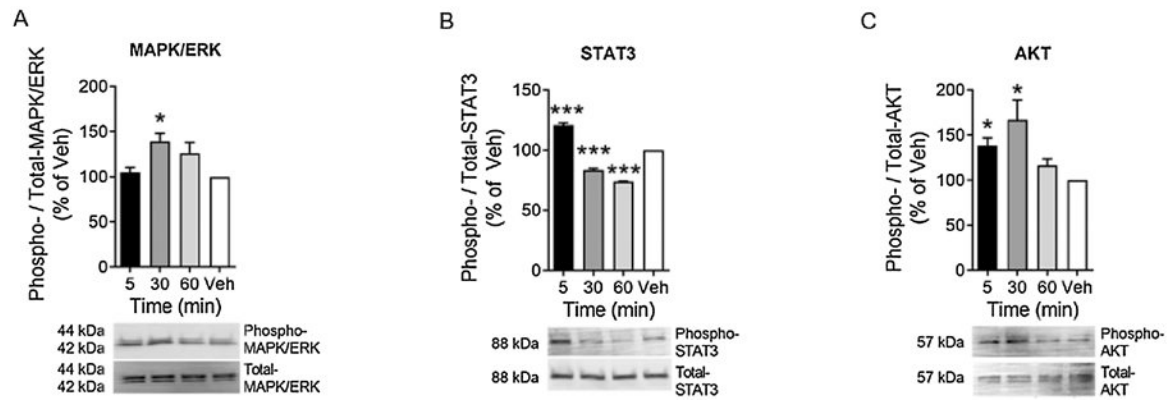 A
MAPK/ERK
Phospho- / Total-MAPK/ERK
(% of Veh)
200
150
100
50
0
*
5 30 60 Veh
Time (min)
44 kDa
42 kDa
Phospho-
MAPK/ERK
44 kDa
42 kDa
Total-
MAPK/ERK
B
STAT3
Phospho- / Total-STAT3
(% of Veh)
150
100
50
0
***
***
***
5 30 60 Veh
Time (min)
88 kDa
Phospho-
STAT3
88 kDa
Total-
STAT3
C
AKT
Phospho- / Total-AKT
(% of Veh)
200
150
100
50
0
*
*
5 30 60 Veh
Time (min)
57 kDa
Phospho-
AKT
57 kDa
Total-
AKT